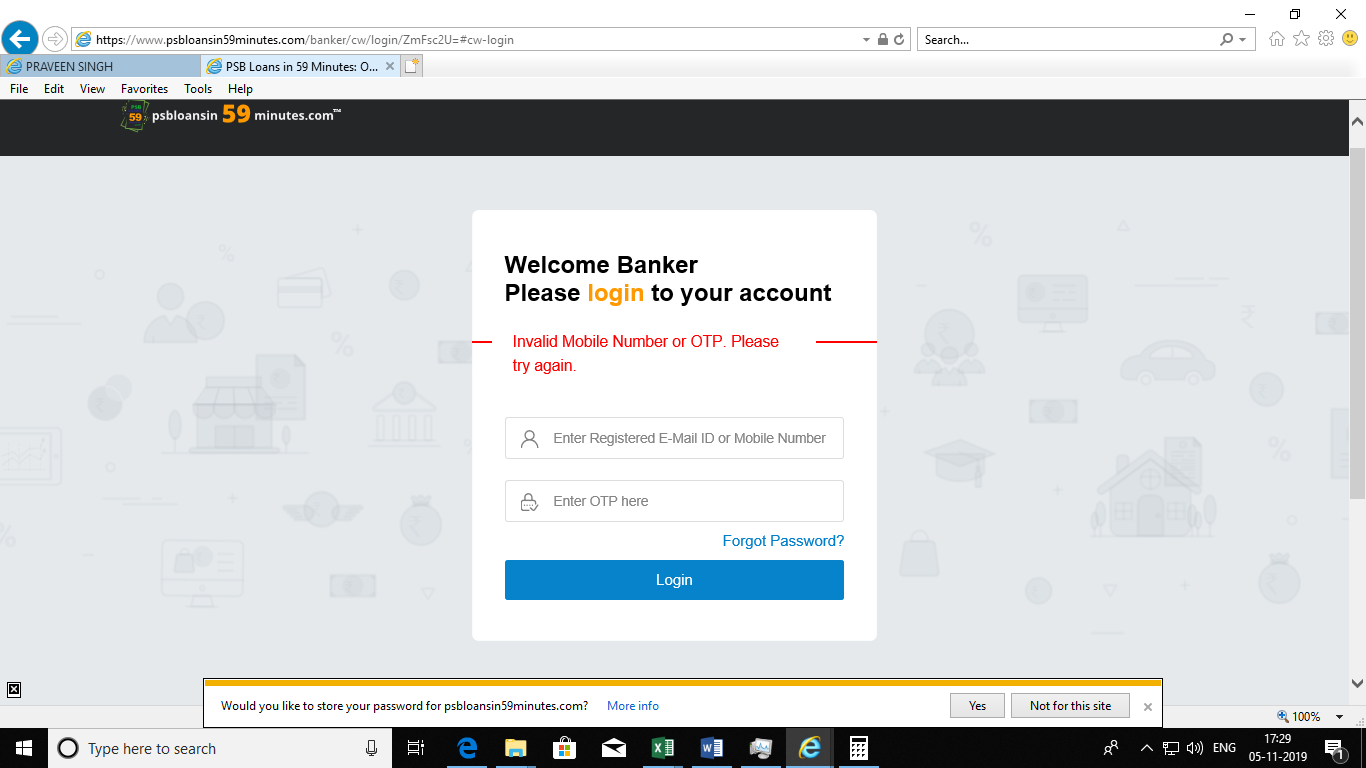 https://www.psbloansin59minutes.com/banker/cw/login/ZmFsc2U=#cw-login
Search...
PRAVEEN SINGH
PSB Loans in 59 Minutes: O...
File Edit View Favorites Tools Help
PSB
59
psbloansin 59 minutes.com™
Welcome Banker
Please login to your account
Invalid Mobile Number or OTP. Please
try again.
Enter Registered E-Mail ID or Mobile Number
Enter OTP here
Forgot Password?
Login
Would you like to store your password for psbloansin59minutes.com? More info Yes Not for this site
100%
Type here to search
ENG
17:29
05-11-2019
1